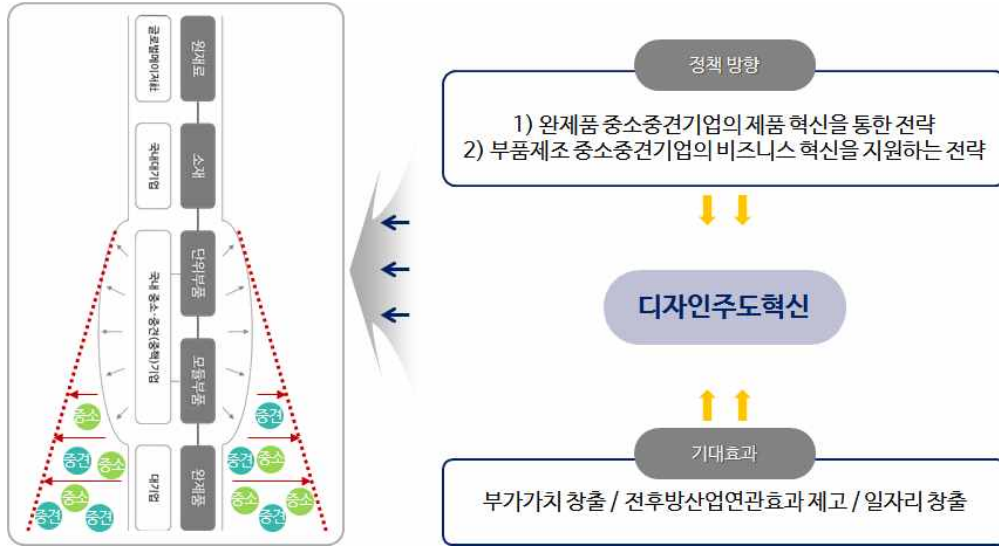 원재료
글로벌메이저社
소재
국내대기업
단위부품
국내 중소·중견(중핵)기업
모듈부품
완제품
대기업
중소
중견
중견
중소
중견
중소
중소
중견
중견
중소
중소
중견
정책 방향
1) 완제품 중소중견기업의 제품 혁신을 통한 전략
2) 부품제조 중소중견기업의 비즈니스 혁신을 지원하는 전략
디자인주도혁신
기대효과
부가가치 창출 / 전후방산업연관효과 제고 / 일자리 창출